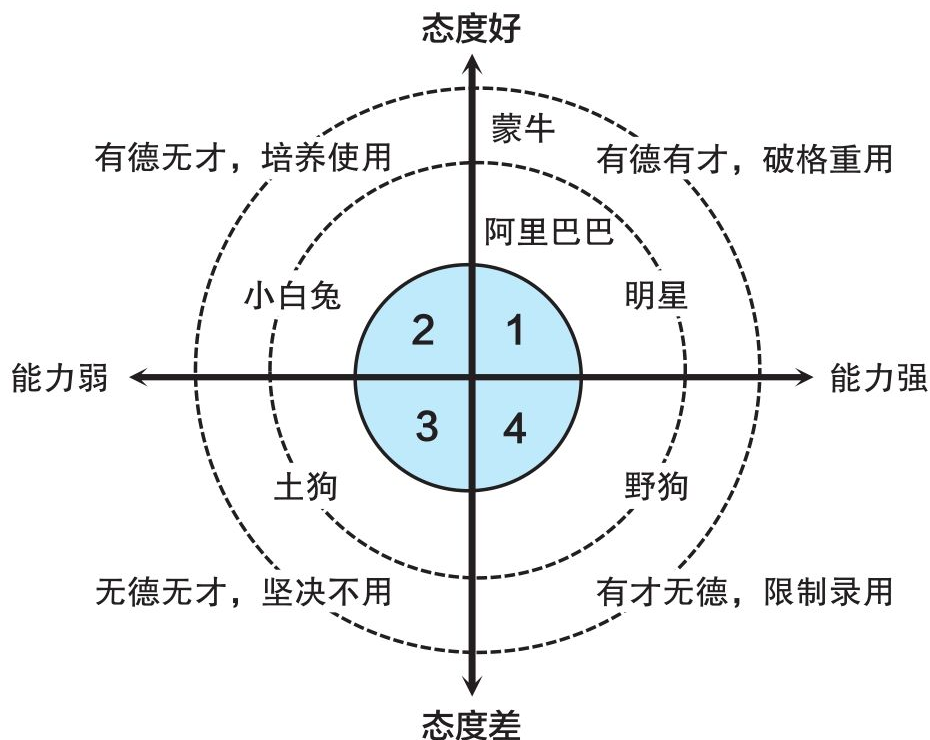 态度好
蒙牛
有德无才，培养使用
有德有才，破格重用
阿里巴巴
小白兔
明星
2
1
能力弱
能力强
3
4
土狗
野狗
无德无才，坚决不用
有才无德，限制录用
态度差